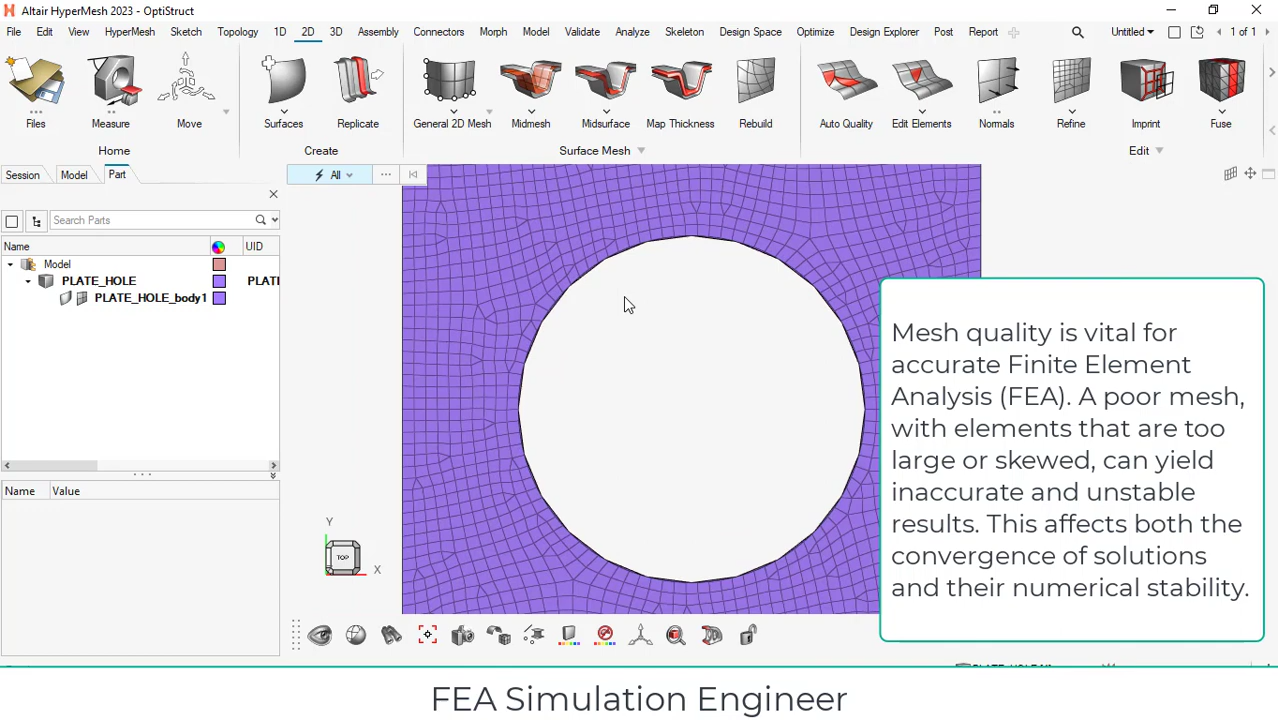 Altair HyperMesh 2023 - OptiStruct
File Edit View HyperMesh Sketch Topology 1D 2D 3D Assembly Connectors Morph Model Validate Analyze Skeleton Design Space Optimize Design Explorer Post Report Untitled 1 of 1
Files Measure Move Surfaces Replicate General 2D Mesh Midmesh Midsurface Map Thickness Rebuild Auto Quality Edit Elements Normals Refine Imprint Fuse
Home Create Surface Mesh Edit
Session Model Part
All
Search Parts
Name UID
Model
PLATE_HOLE PLATI
PLATE_HOLE_body1
Name Value
Mesh quality is vital for
accurate Finite Element
Analysis (FEA). A poor mesh,
with elements that are too
large or skewed, can yield
inaccurate and unstable
results. This affects both the
convergence of solutions
and their numerical stability.
Y
TOP
X
FEA Simulation Engineer